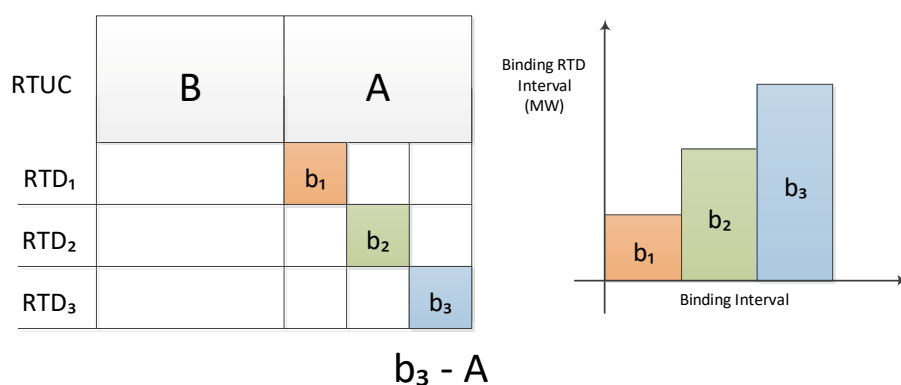 RTUC
B
A
RTD₁
b₁
RTD₂
b₂
RTD₃
b₃
Binding RTD
Interval
(MW)
b₁
b₂
b₃
Binding Interval
b₃ - A